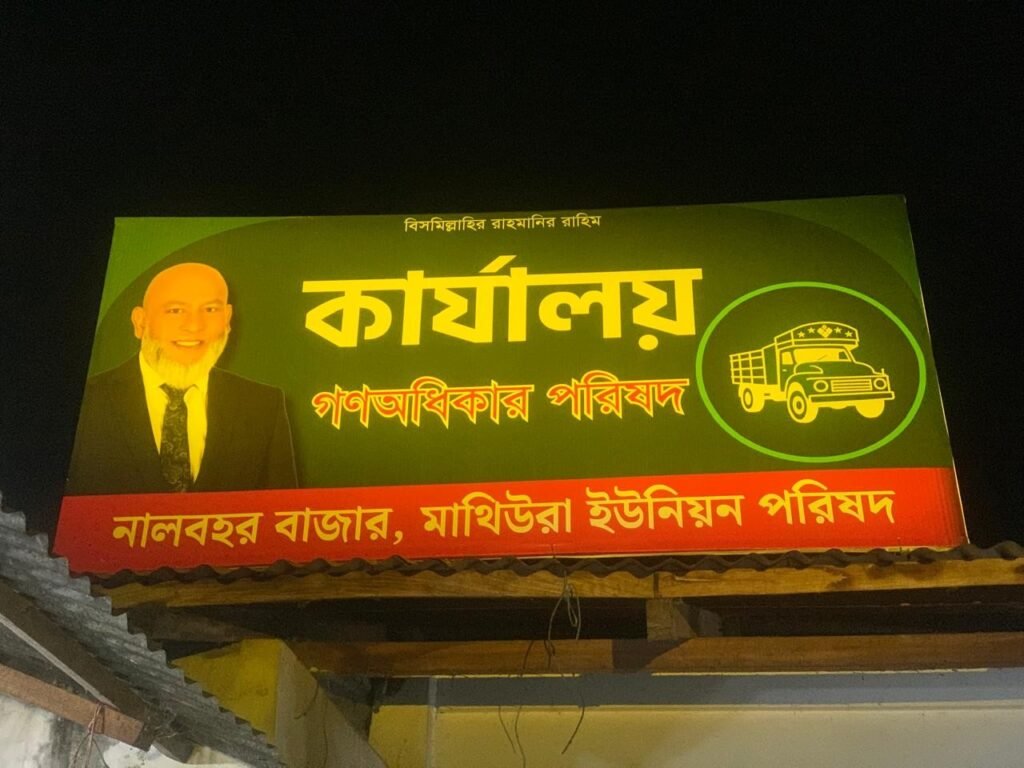 বিসমিল্লাহির রাহমানির রাহিম
কার্যালয়
গণঅধিকার পরিষদ
নালবহর বাজার, মাথিউরা ইউনিয়ন পরিষদ